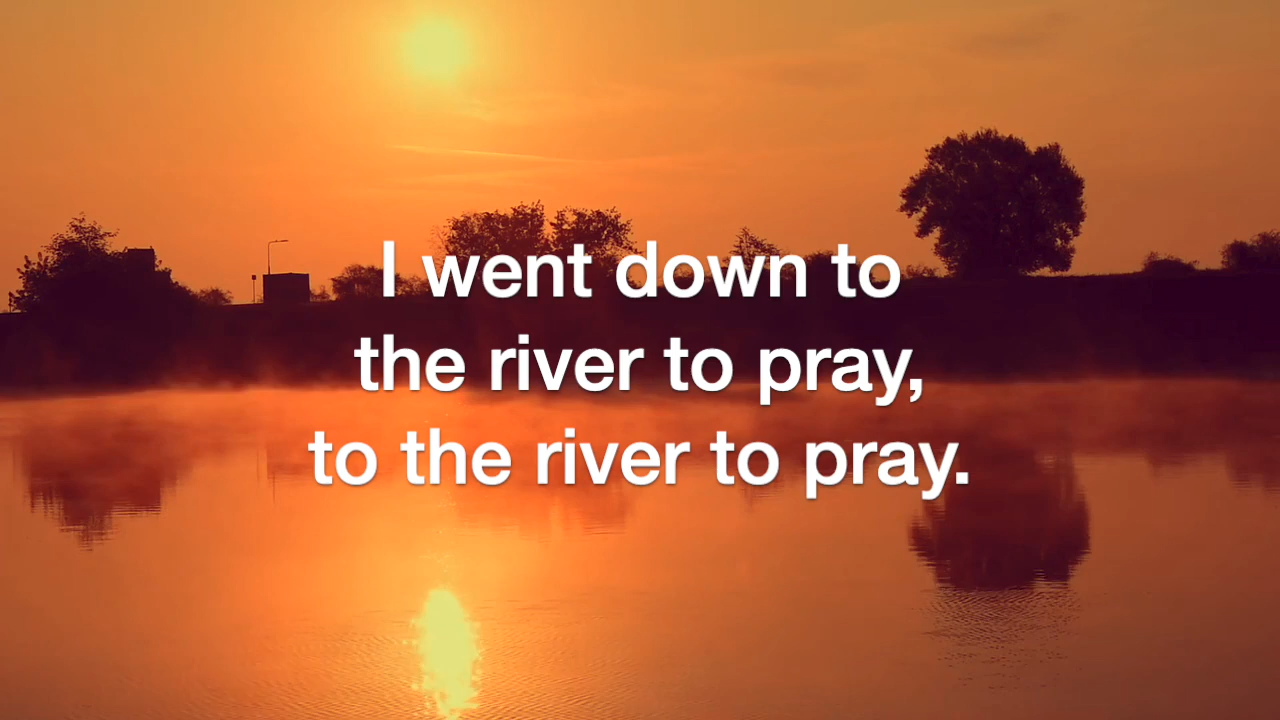 I went down to
the river to pray,
to the river to pray.